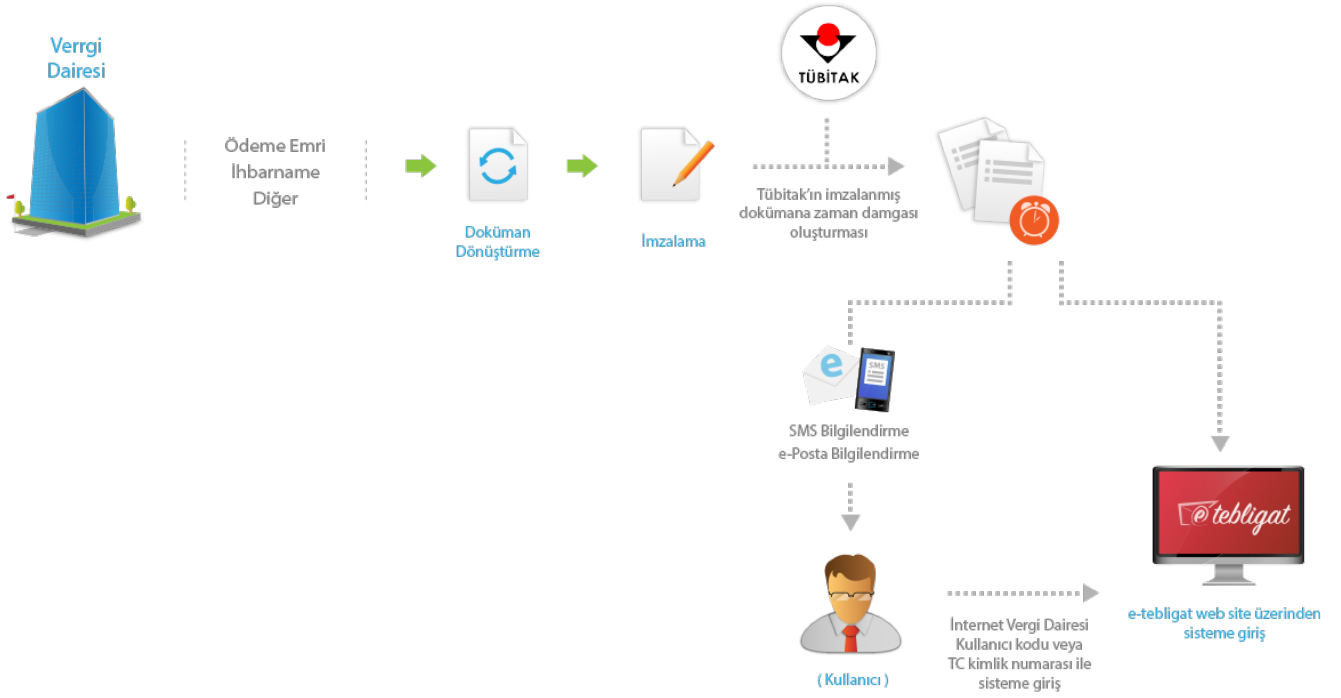 Verrgi
Dairesi
Ödeme Emri
İhbarname
Diğer
Doküman
Dönüştürme
İmzalama
TÜBİTAK
Tübitak'ın imzalanmış
dokümana zaman damgası
oluşturması
SMS
e
SMS Bilgilendirme
e-Posta Bilgilendirme
( Kullanıcı )
İnternet Vergi Dairesi
Kullanıcı kodu veya
TC kimlik numarası ile
sisteme giriş
e tebligat
e-tebligat web site üzerinden
sisteme giriş